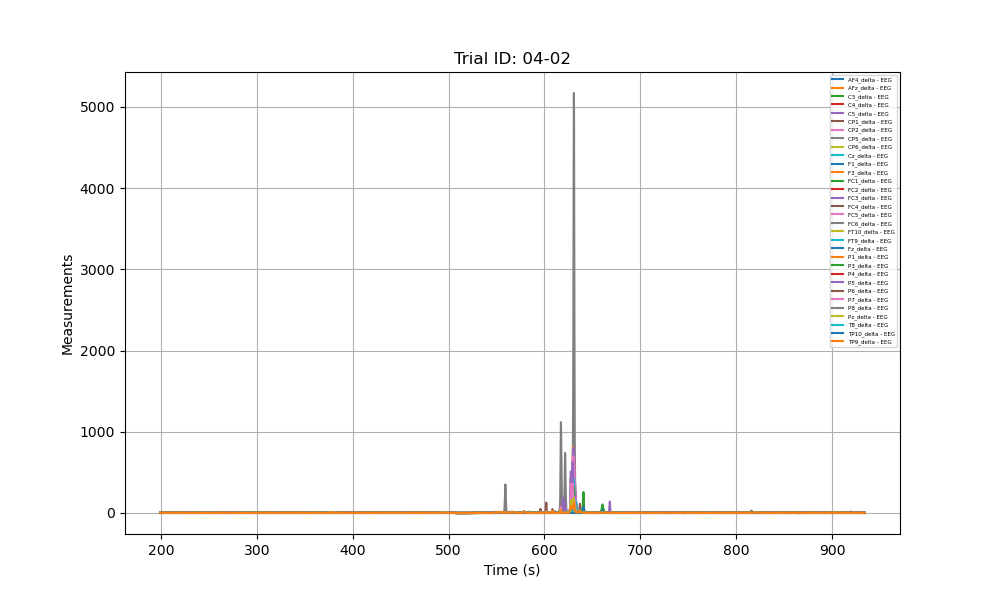 Trial ID: 04-02
5000
4000
3000
2000
1000
0
Measurements
200
300
400
500
600
700
800
900
Time (s)
AF4_delta - EEG
AFz_delta - EEG
C3_delta - EEG
C4_delta - EEG
C5_delta - EEG
CP1_delta - EEG
CP2_delta - EEG
CP5_delta - EEG
CP6_delta - EEG
Cz_delta - EEG
F1_delta - EEG
F3_delta - EEG
FC1_delta - EEG
FC2_delta - EEG
FC3_delta - EEG
FC4_delta - EEG
FC5_delta - EEG
FC6_delta - EEG
FT10_delta - EEG
FT9_delta - EEG
Fz_delta - EEG
P1_delta - EEG
P3_delta - EEG
P4_delta - EEG
P5_delta - EEG
P6_delta - EEG
P7_delta - EEG
P8_delta - EEG
Pz_delta - EEG
T8_delta - EEG
TP10_delta - EEG
TP9_delta - EEG